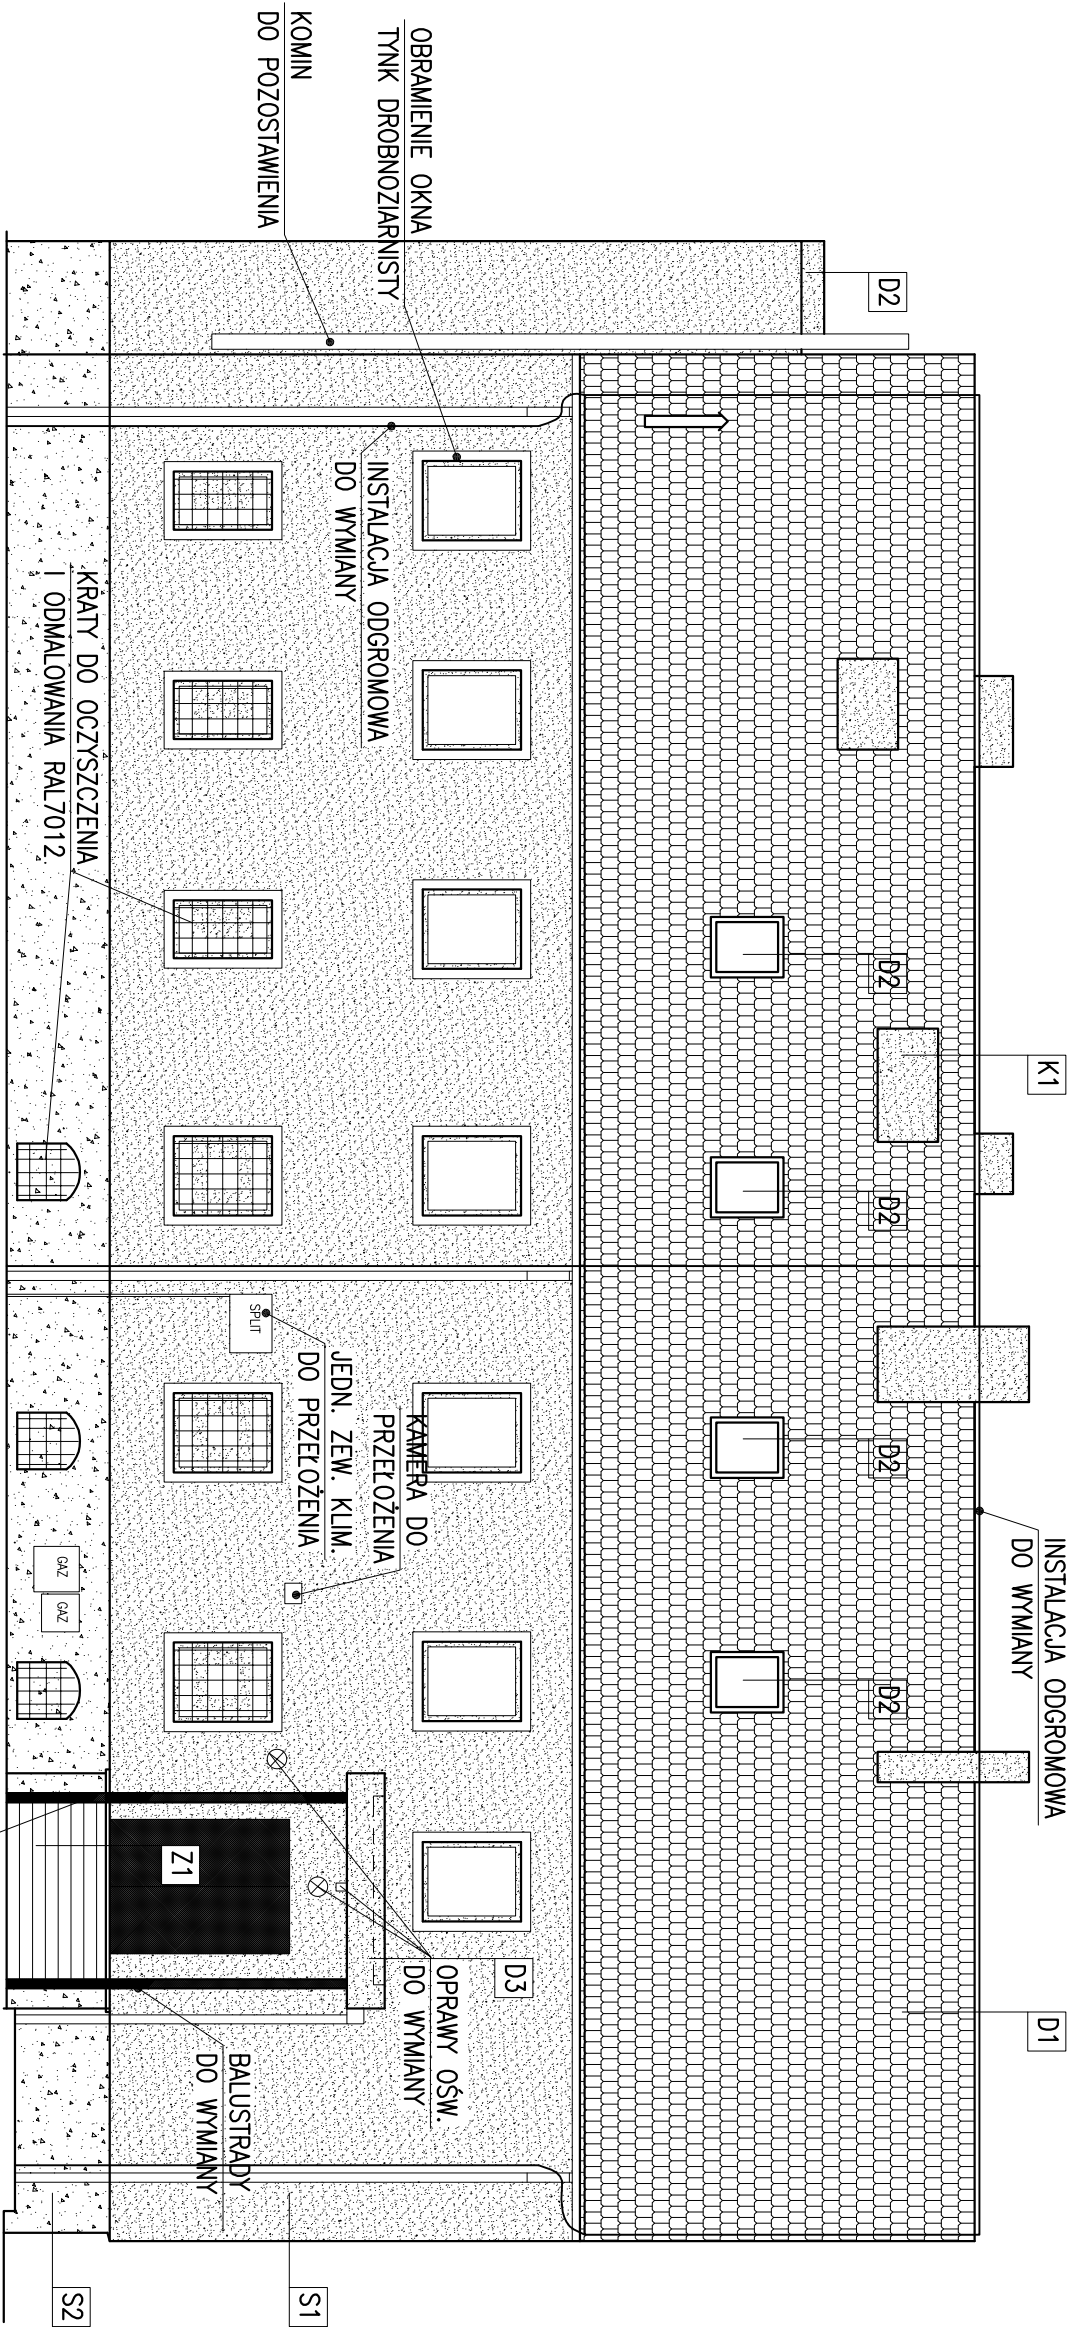 KOMIN
DO POZOSTAWIENIA
OBRAMIENIE OKNA
TYNK DROBNOZIARNISTY
D2
INSTALACJA ODGROMOWA
DO WYMIANY
KRATY DO OCZYSZCZENIA
I ODMALOWANIA RAL7012
D2
K1
D2
D2
D2
INSTALACJA ODGROMOWA
DO WYMIANY
SPLIT
JEDN. ZEW. KLIM.
DO PRZEŁOŻENIA
KAMERA DO
PRZEŁOŻENIA
GAZ
GAZ
Z1
D3
OPRAWY OŚW.
DO WYMIANY
D1
BALUSTRADY
DO WYMIANY
S1
S2